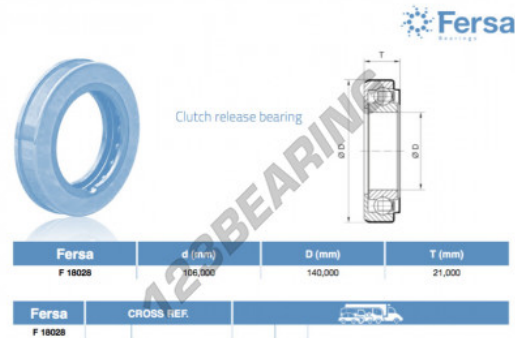 Fersa
Bearings
T
Clutch release bearing
Ø D
Ø D
123BEARING
Fersa d (mm) D (mm) T (mm)
F 18028 106,000 140,000 21,000
Fersa CROSS REF.
F 18028